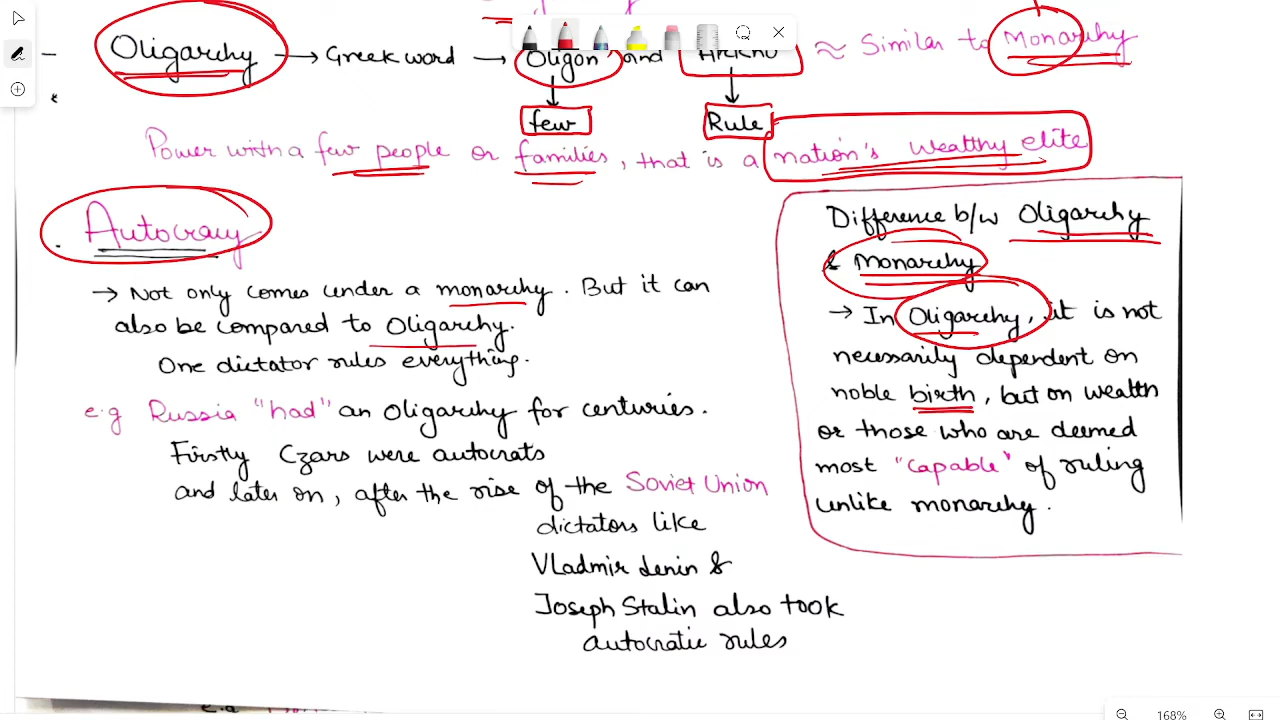 Oligarchy → Greek word → Oligon and ≈ Similar to Monarchy
few Rule
Power with a few people or families, that is a nation's wealthy elite
Autocracy
→ Not only comes under a monarchy. But it can
also be compared to Oligarchy.
One dictator rules everything.
e.g Russia "had" an Oligarchy for centuries.
Firstly Czars were autocrats
and later on, after the rise of the Soviet Union
dictators like
Vladmir Lenin &
Joseph Stalin also took
autocratic rules
Difference b/w Oligarchy
& Monarchy
→ In Oligarchy, it is not
necessarily dependent on
noble birth, but on wealth
or those who are deemed
most "capable" of ruling
unlike monarchy.
168%